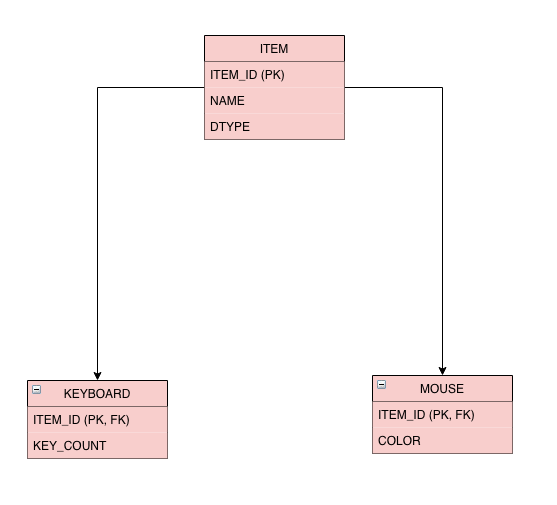 ITEM
ITEM_ID (PK)
NAME
DTYPE
KEYBOARD
ITEM_ID (PK, FK)
KEY_COUNT
MOUSE
ITEM_ID (PK, FK)
COLOR